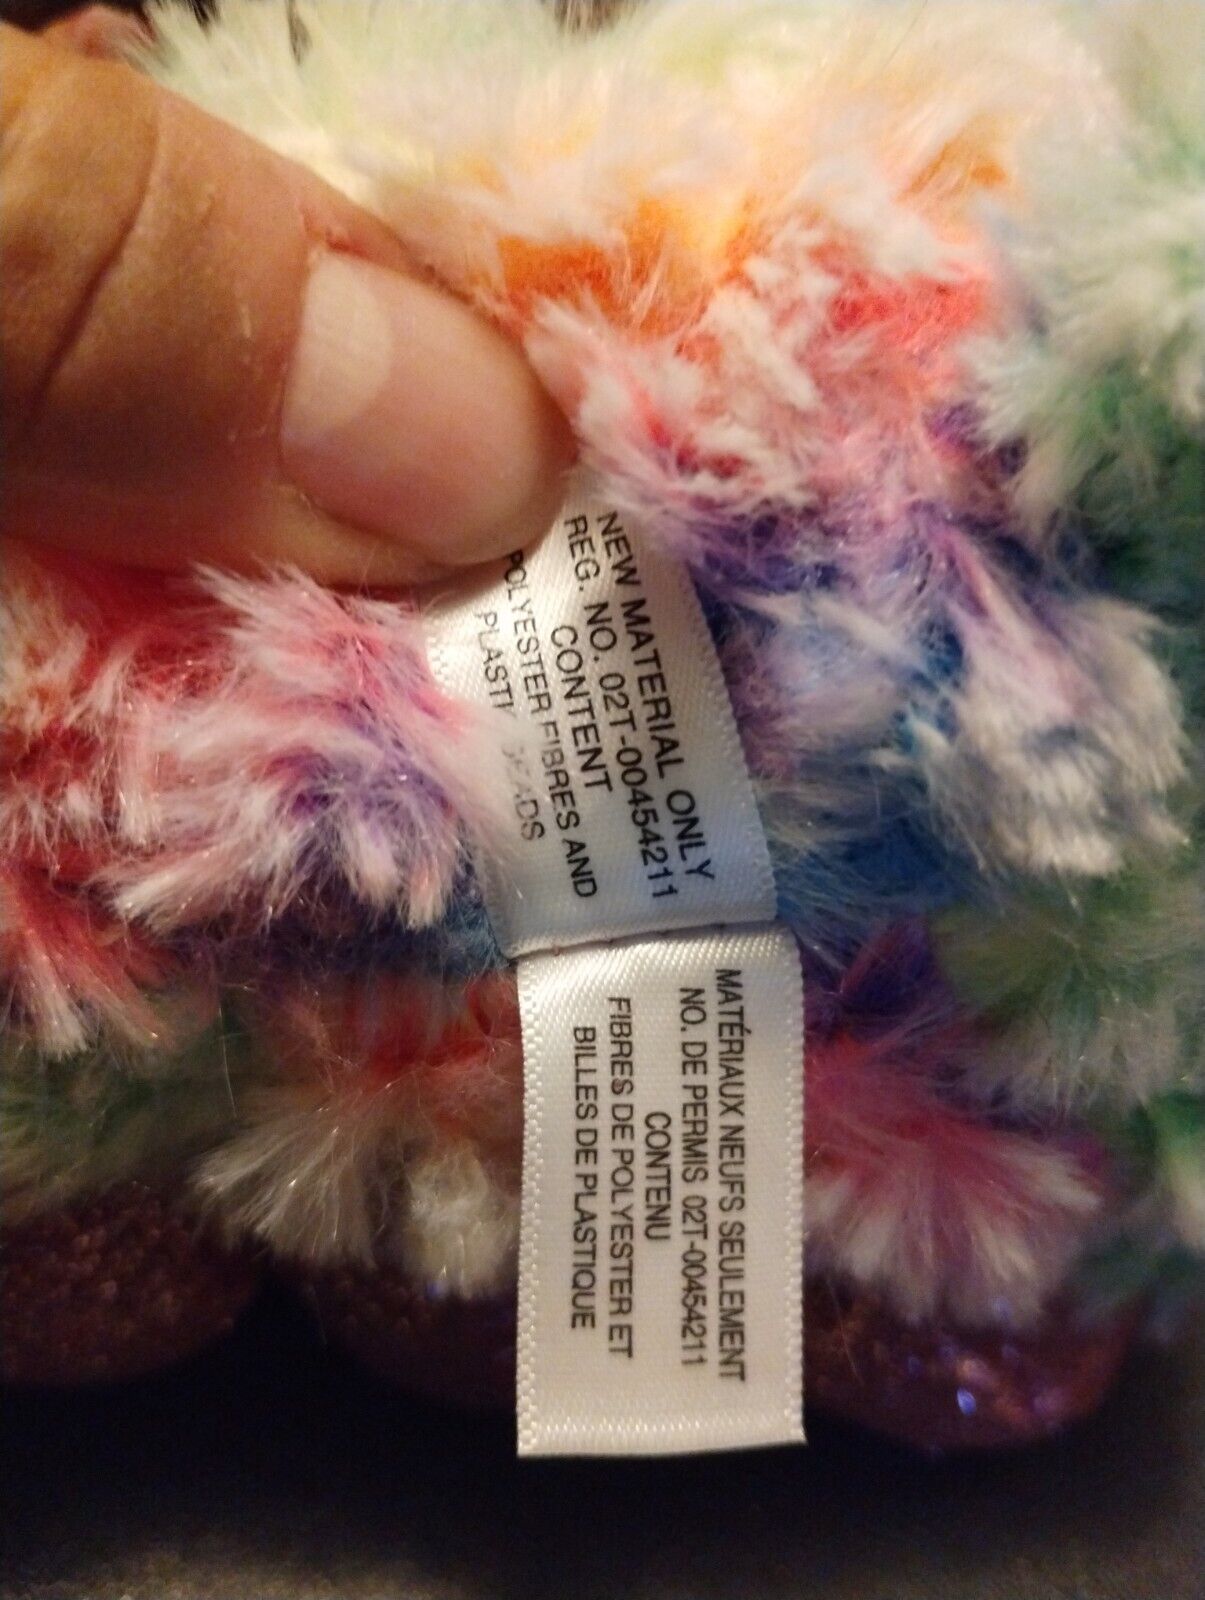 NEW MATERIAL ONLY
REG. NO. 02T-00454211
CONTENT
POLYESTER FIBRES AND
BEADS
MATÉRIAUX NEUFS SEULEMENT
NO. DE PERMIS 02T-00454211
CONTENU
FIBRES DE POLYESTER ET
BILLES DE PLASTIQUE